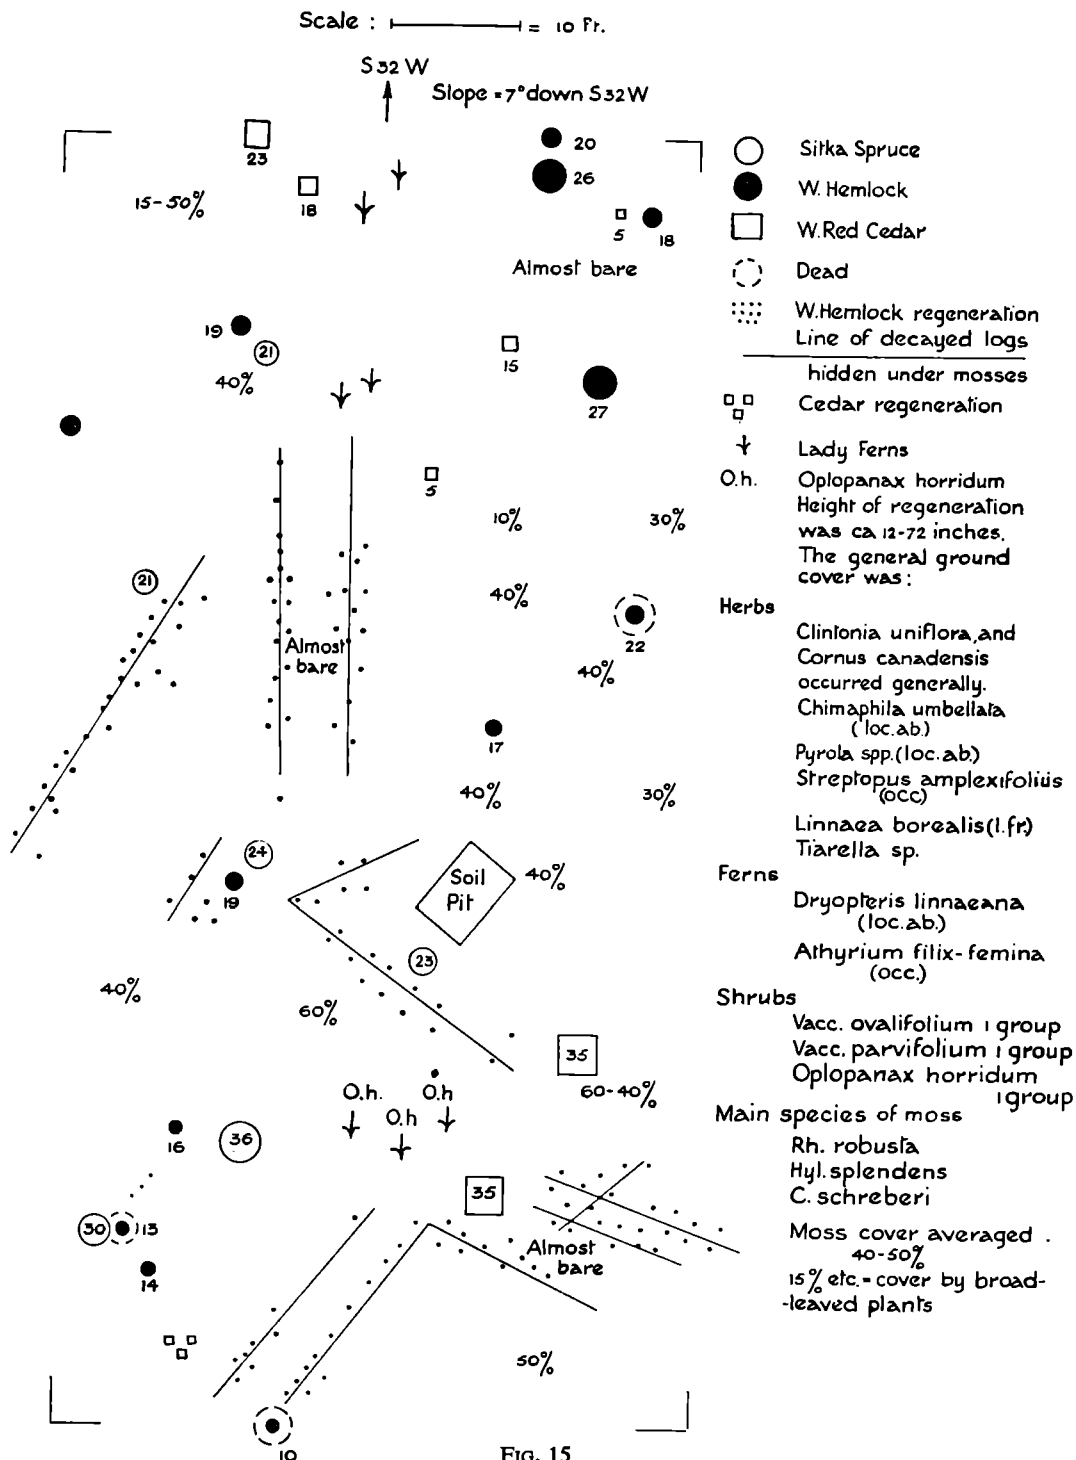 Scale : = 10 Ft.
S 32 W
Slope = 7° down S32W
23
18
15-50%
20
26
5
18
Almost bare
19
21
40%
15
27
5
10%
30%
21
40%
22
Almost
bare
40%
17
40%
30%
24
19
Soil
Pit
40%
23
40%
60%
35
60-40%
O.h.
O.h
O.h
16
36
35
30
13
14
Almost
bare
50%
10
Sitka Spruce
W. Hemlock
W. Red Cedar
Dead
W. Hemlock regeneration
Line of decayed logs
hidden under mosses
Cedar regeneration
Lady Ferns
O.h. Oplopanax horridum
Height of regeneration
was ca 12-72 inches.
The general ground
cover was:
Herbs
Clintonia uniflora, and
Cornus canadensis
occurred generally.
Chimaphila umbellata
(loc.ab.)
Pyrola spp. (loc.ab.)
Streptopus amplexifolius
(occ)
Linnaea borealis (l.fr.)
Tiarella sp.
Ferns
Dryopteris linnaeana
(loc.ab.)
Athyrium filix-femina
(occ.)
Shrubs
Vacc. ovalifolium 1 group
Vacc. parvifolium 1 group
Oplopanax horridum
1 group
Main species of moss
Rh. robusta
Hyl. splendens
C. schreberi
Moss cover averaged .
40-50%
15% etc. = cover by broad-
-leaved plants
FIG. 15